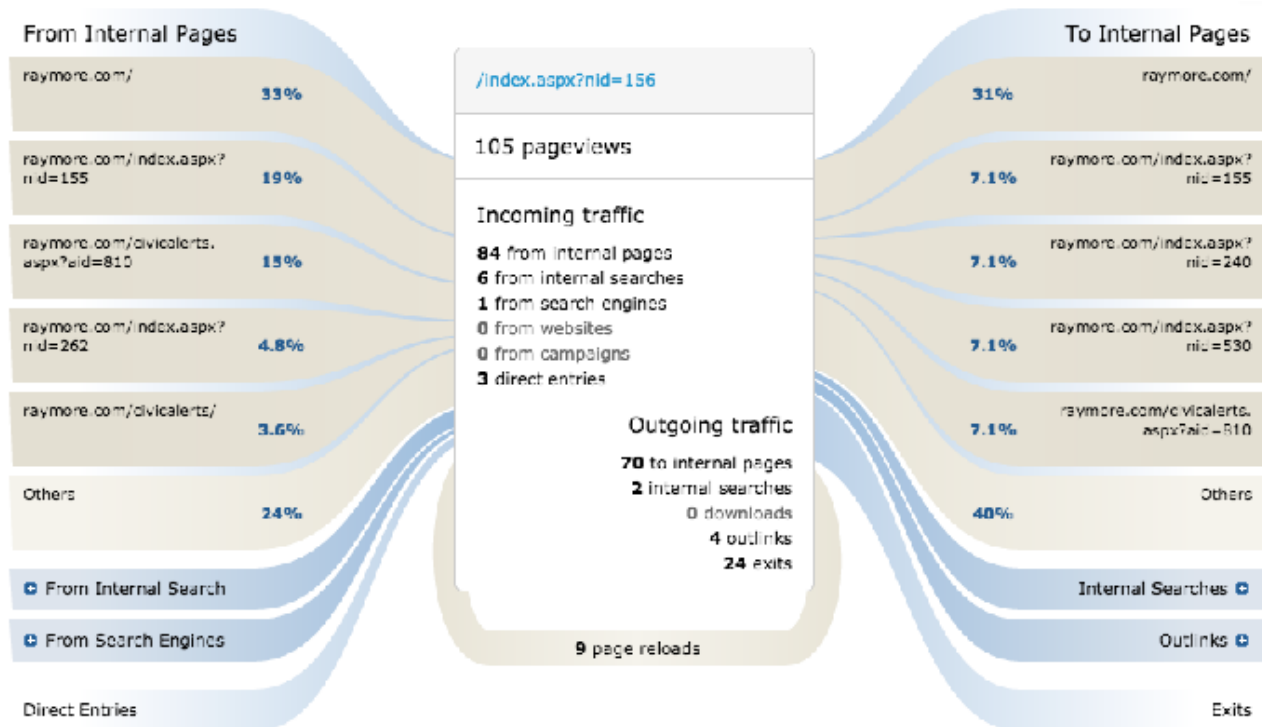 From Internal Pages
raymore.com/
33%
raymore.com/index.aspx?
nid=155
19%
raymore.com/civicalerts.
aspx?aid=810
15%
raymore.com/index.aspx?
nid=262
4.8%
raymore.com/civicalerts/
3.6%
Others
24%
From Internal Search
From Search Engines
Direct Entries
/index.aspx?nid=156
105 pageviews
Incoming traffic
84 from internal pages
6 from internal searches
1 from search engines
0 from websites
0 from campaigns
3 direct entries
Outgoing traffic
70 to internal pages
2 internal searches
0 downloads
4 outlinks
24 exits
9 page reloads
To Internal Pages
raymore.com/
31%
raymore.com/index.aspx?
nid=155
7.1%
raymore.com/index.aspx?
nid=240
7.1%
raymore.com/index.aspx?
nid=530
7.1%
raymore.com/civicalerts.
aspx?aid=810
7.1%
Others
40%
Internal Searches
Outlinks
Exits